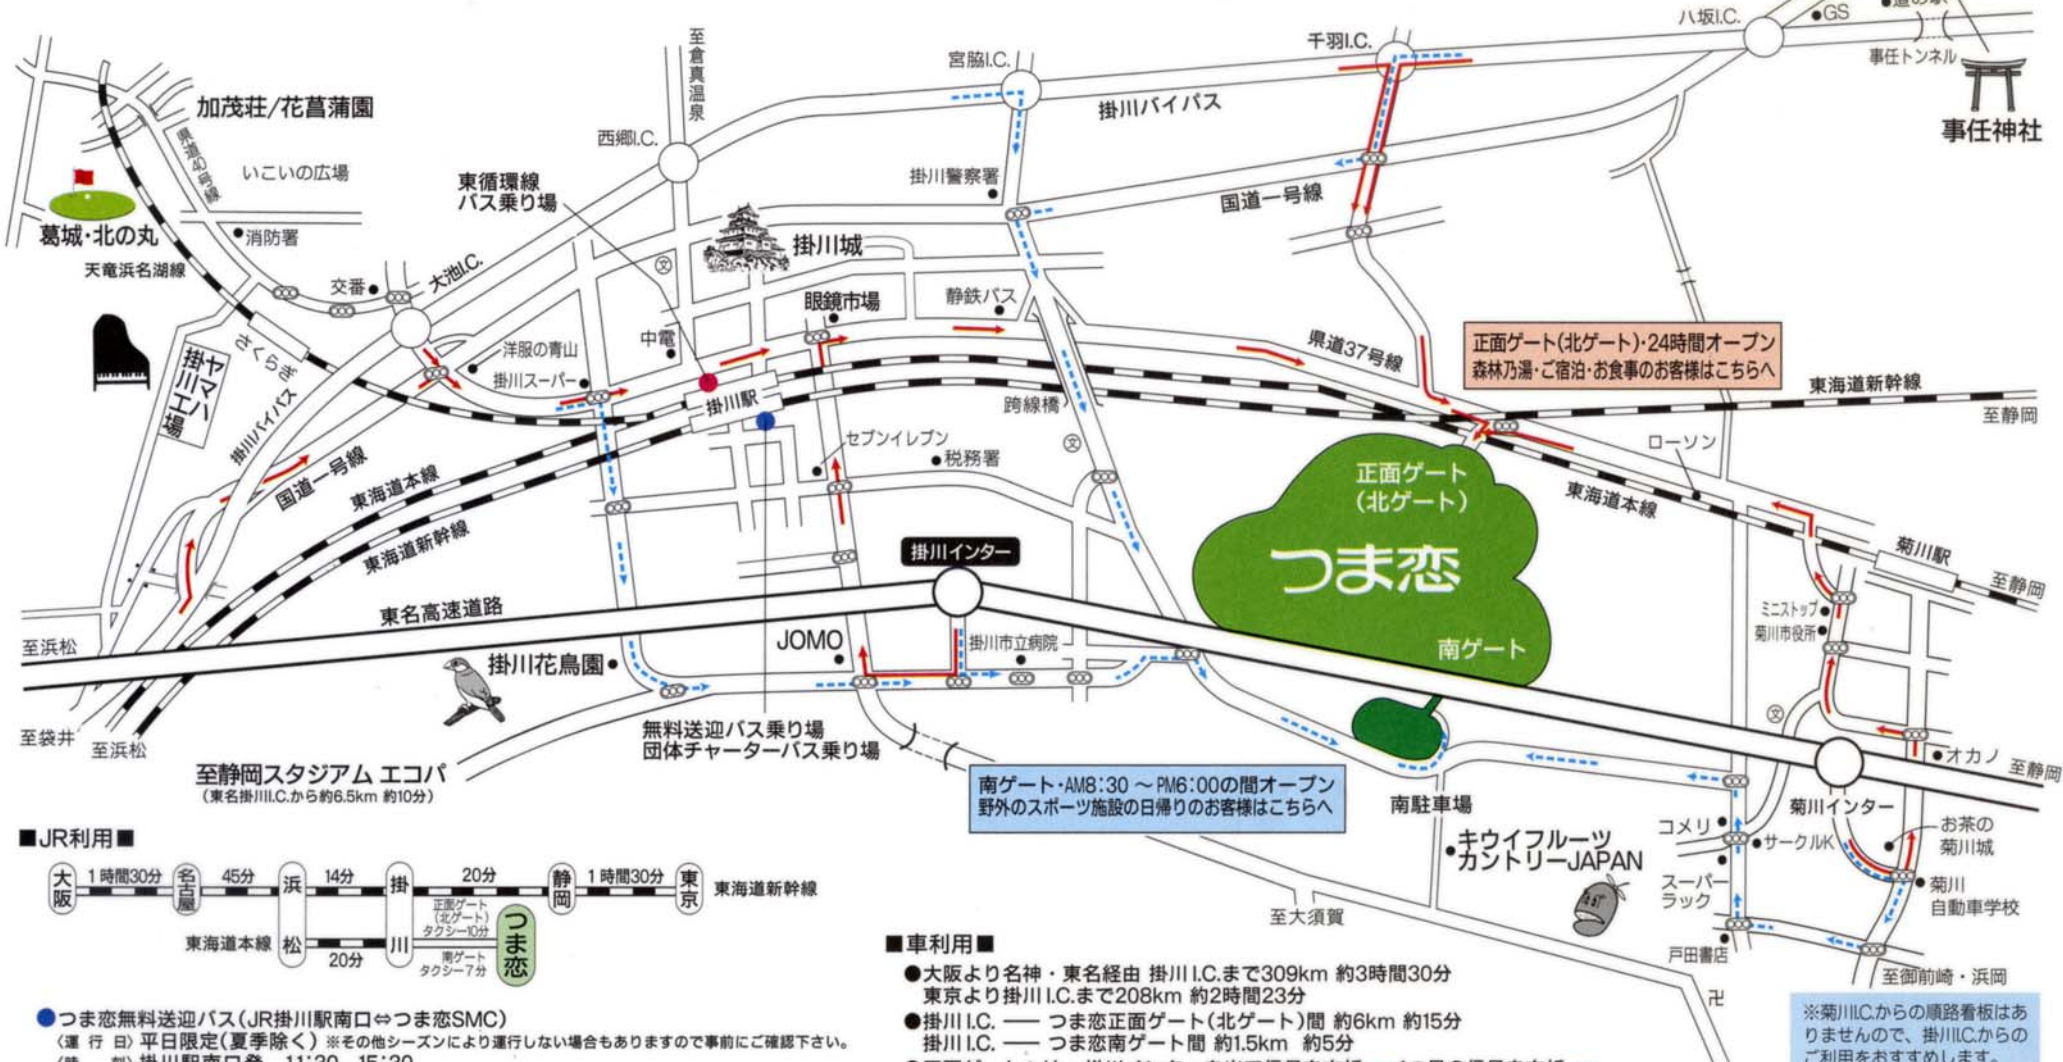 八坂I.C.
GS
千羽I.C.
事任トンネル
宮脇I.C.
至倉真温泉
掛川バイパス
事任神社
加茂荘/花菖蒲園
県道40号線
西郷I.C.
いこいの広場
東循環線
バス乗り場
掛川警察署
国道一号線
葛城・北の丸
消防署
掛川城
天竜浜名湖線
交番
大池I.C.
眼鏡市場
静鉄バス
さくらぎ
洋服の青山
中電
県道37号線
正面ゲート(北ゲート)・24時間オープン
森林乃湯・ご宿泊・お食事のお客様はこちらへ
ヤマハ
掛川工場
掛川スーパー
掛川駅
跨線橋
東海道新幹線
至静岡
掛川バイパス
セブンイレブン
文
文
ローソン
国道一号線
東海道本線
税務署
正面ゲート
(北ゲート)
東海道本線
東海道新幹線
掛川インター
つま恋
菊川駅
至静岡
東名高速道路
ミニストップ
菊川市役所
至浜松
JOMO
掛川市立病院
南ゲート
掛川花鳥園
文
至袋井
至浜松
無料送迎バス乗り場
団体チャーターバス乗り場
オカノ
至静岡
至静岡スタジアム エコパ
(東名掛川I.C.から約6.5km 約10分)
南ゲート・AM8:30 ～ PM6:00の間オープン
野外のスポーツ施設の日帰りのお客様はこちらへ
南駐車場
菊川インター
コメリ
サークルK
お茶の
菊川城
キウイフルーツ
カントリーJAPAN
スーパー
ラック
菊川
自動車学校
至大須賀
戸田書店
至御前崎・浜岡
卍
■JR利用■
大阪 1時間30分 名古屋 45分 浜松 14分 掛川 20分 静岡 1時間30分 東京 東海道新幹線
正面ゲート
(北ゲート)
タクシー10分
つま恋
東海道本線 20分
南ゲート
タクシー7分
●つま恋無料送迎バス(JR掛川駅南口⇔つま恋SMC)
〈運 行 日〉平日限定(夏季除く) ※その他シーズンにより運行しない場合もありますので事前にご確認下さい。
掛川駅南口発 11:30 15:30
■車利用■
●大阪より名神・東名経由 掛川I.C.まで309km 約3時間30分
東京より掛川I.C.まで208km 約2時間23分
●掛川I.C. ── つま恋正面ゲート(北ゲート)間 約6km 約15分
掛川I.C. ── つま恋南ゲート間 約1.5km 約5分
※菊川I.C.からの順路看板はあ
りませんので、掛川I.C.からの
ご利用をおすすめします。